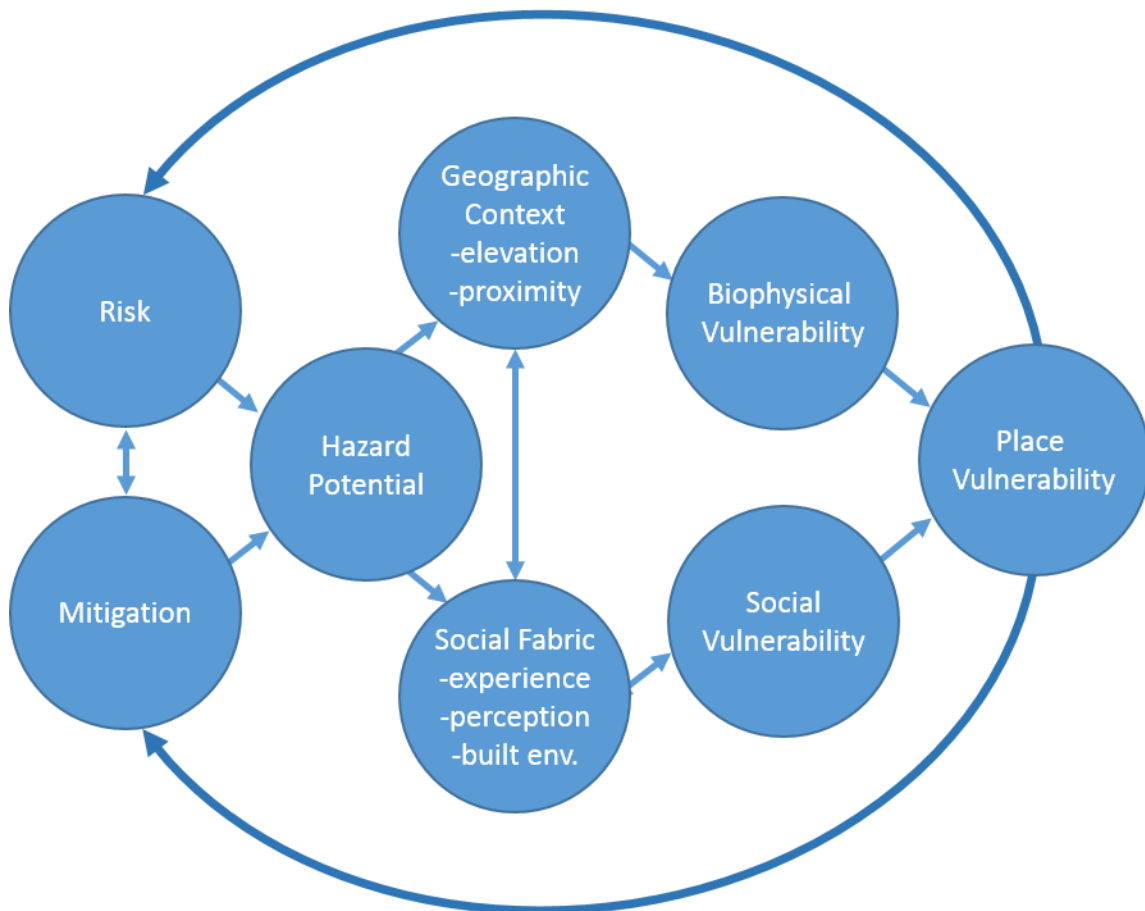 Risk
Mitigation
Hazard
Potential
Geographic
Context
-elevation
-proximity
Social Fabric
-experience
-perception
-built env.
Biophysical
Vulnerability
Social
Vulnerability
Place
Vulnerability